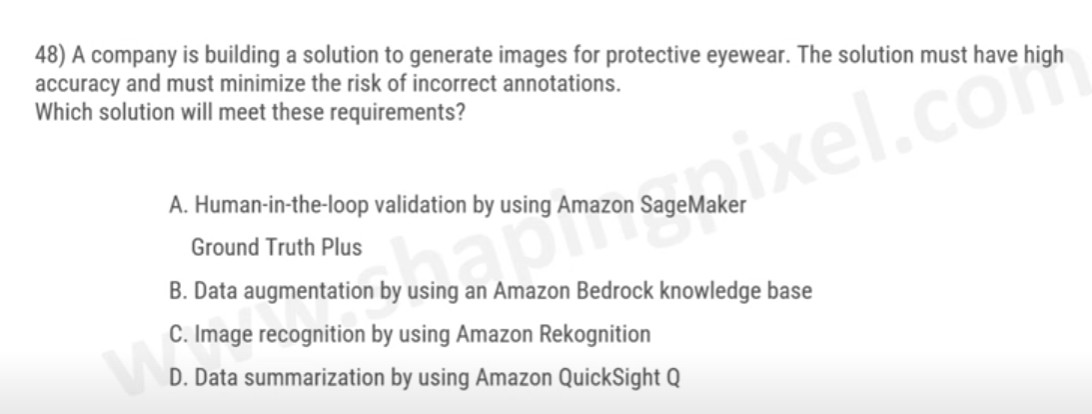 48) A company is building a solution to generate images for protective eyewear. The solution must have high
accuracy and must minimize the risk of incorrect annotations.
Which solution will meet these requirements?
A. Human-in-the-loop validation by using Amazon SageMaker
Ground Truth Plus
B. Data augmentation by using an Amazon Bedrock knowledge base
C. Image recognition by using Amazon Rekognition
D. Data summarization by using Amazon QuickSight Q
www.shapingpixel.com